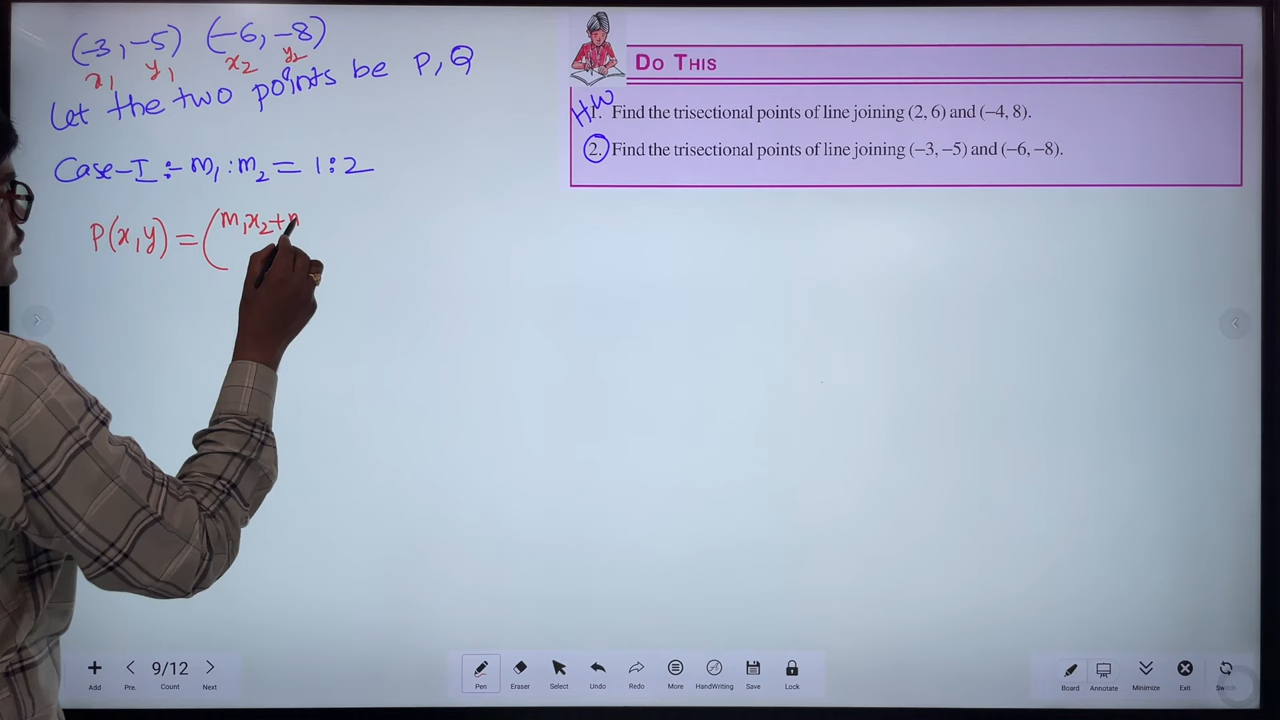 (-3, -5) (-6, -8)
x₁ y₁ x₂ y₂
Let the two points be P, Q
Case-I :- m₁ : m₂ = 1 : 2
P(x, y) = (m₁x₂+
DO THIS
HW
1. Find the trisectional points of line joining (2, 6) and (−4, 8).
2. Find the trisectional points of line joining (−3, −5) and (−6, −8).
Add
Pre.
9/12
Count
Next
Pen
Eraser
Select
Undo
Redo
More
HandWriting
Save
Lock
Board
Annotate
Minimize
Exit
Switch